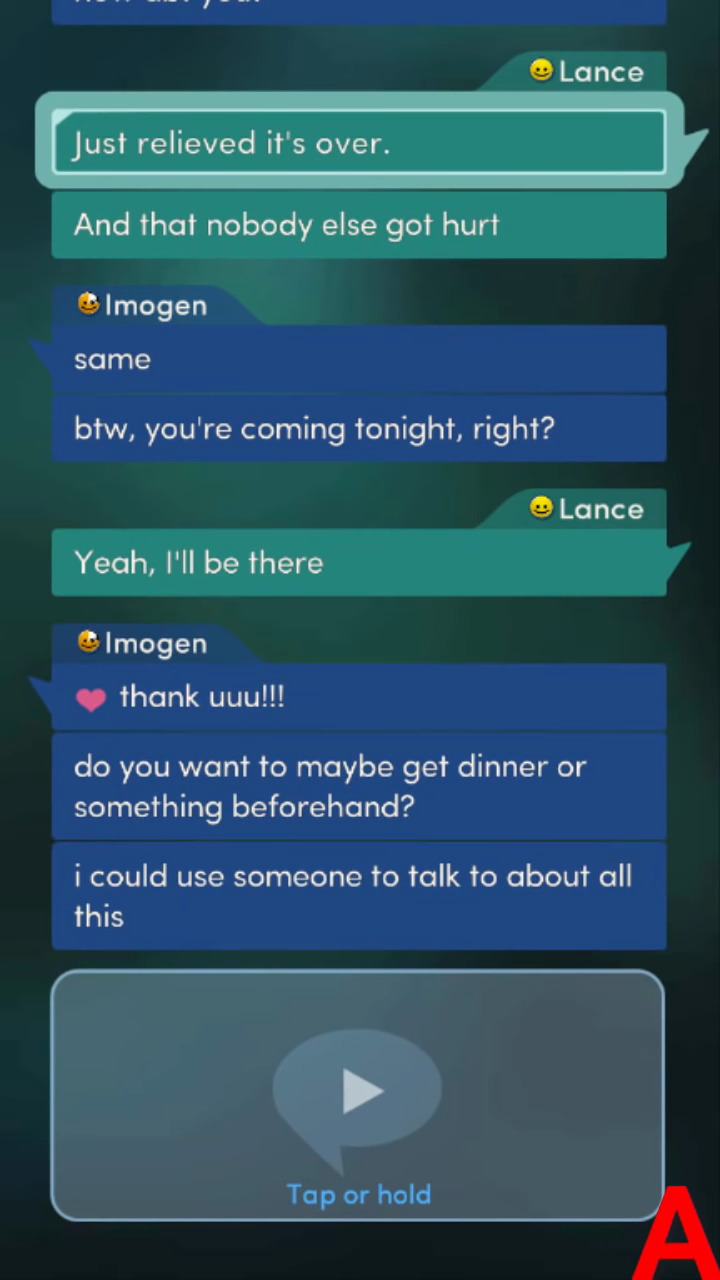 Lance
Just relieved it's over.
And that nobody else got hurt
Imogen
same
btw, you're coming tonight, right?
Lance
Yeah, I'll be there
Imogen
❤ thank uuu!!!
do you want to maybe get dinner or
something beforehand?
i could use someone to talk to about all
this
Tap or hold
A